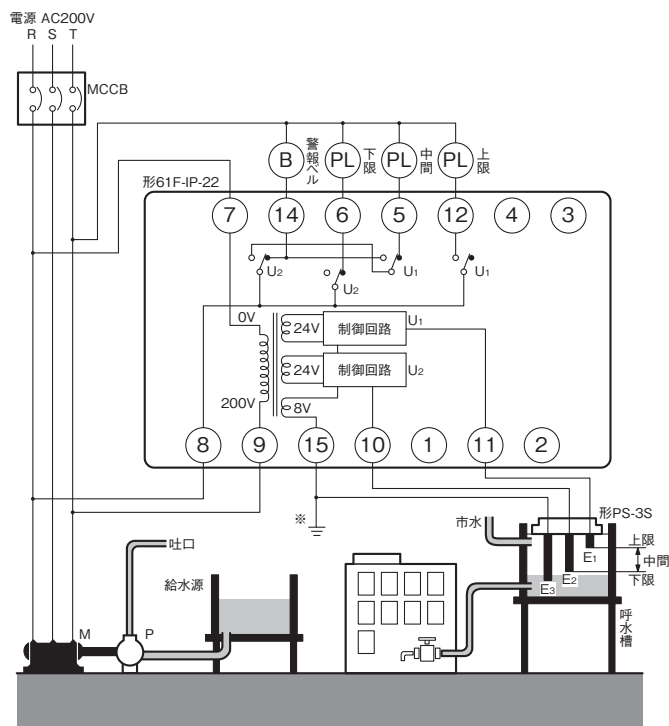 電源 AC200V
R S T
MCCB
形61F-IP-22
B
警報ベル
PL
下限
PL
中間
PL
上限
7
14
6
5
12
4
3
U2
U2
U1
U1
0V
200V
24V
制御回路
U1
24V
制御回路
U2
8V
8
9
15
10
1
11
2
※
吐口
給水源
M
P
市水
形PS-3S
上限
中間
下限
E1
E2
E3
呼水槽